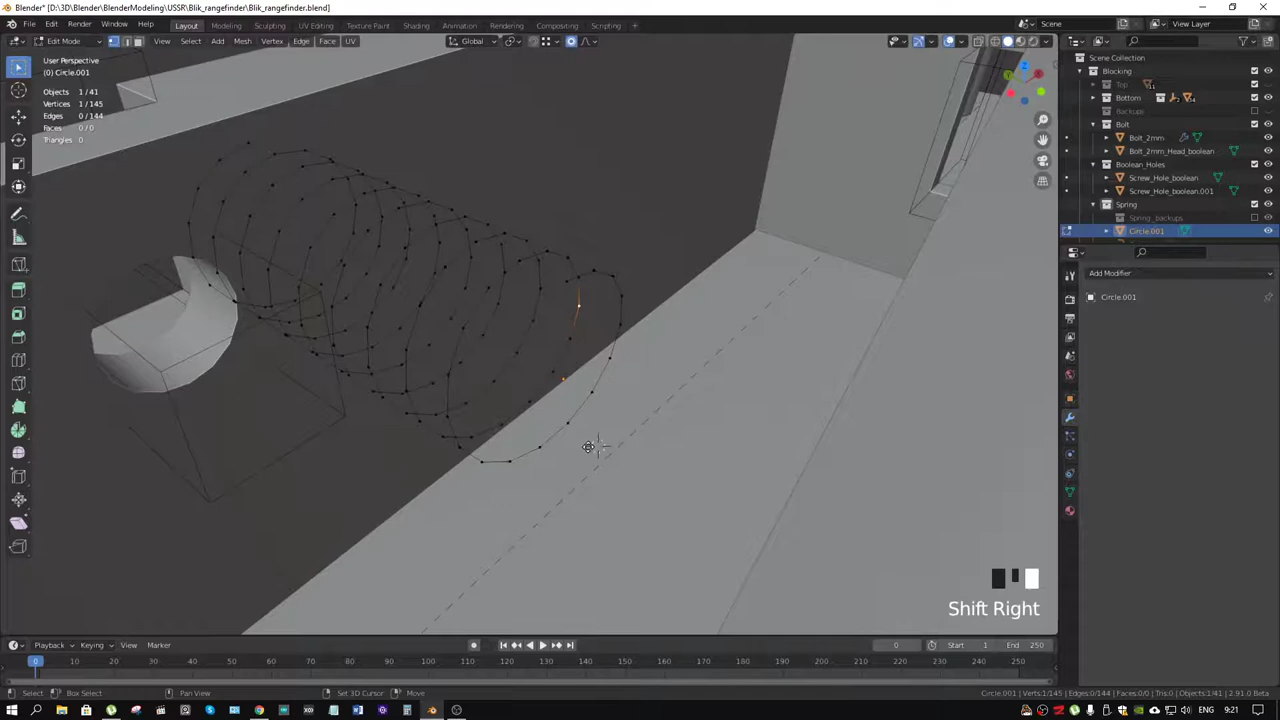 Blender* [D:\3D\Blender\BlenderModeling\USSR\Blik_rangefinder\Blik_rangefinder.blend]
File Edit Render Window Help Layout Modeling Sculpting UV Editing Texture Paint Shading Animation Rendering Compositing Scripting + Scene View Layer
Edit Mode View Select Add Mesh Vertex Edge Face UV Global
User Perspective
(0) Circle.001
Objects 1/41
Vertices 1/145
Edges 0/144
Faces 0/0
Triangles 0
Scene Collection
Blocking
Top
Bottom
Backups
Bolt
Bolt_2mm
Bolt_2mm_Head_boolean
Boolean_Holes
Screw_Hole_boolean
Screw_Hole_boolean.001
Spring
Spring_backups
Circle.001
Add Modifier
Circle.001
Shift Right
Playback Keying View Marker 0 Start 1 End 250
0 10 20 30 40 50 60 70 80 90 100 110 120 130 140 150 160 170 180 190 200 210 220 230 240 250
Select Box Select Pan View Set 3D Cursor Move Circle.001 | Verts:1/145 | Edges:0/144 | Faces:0/0 | Tris:0 | Objects:1/41 | 2.91.0 Beta
ENG 9:21